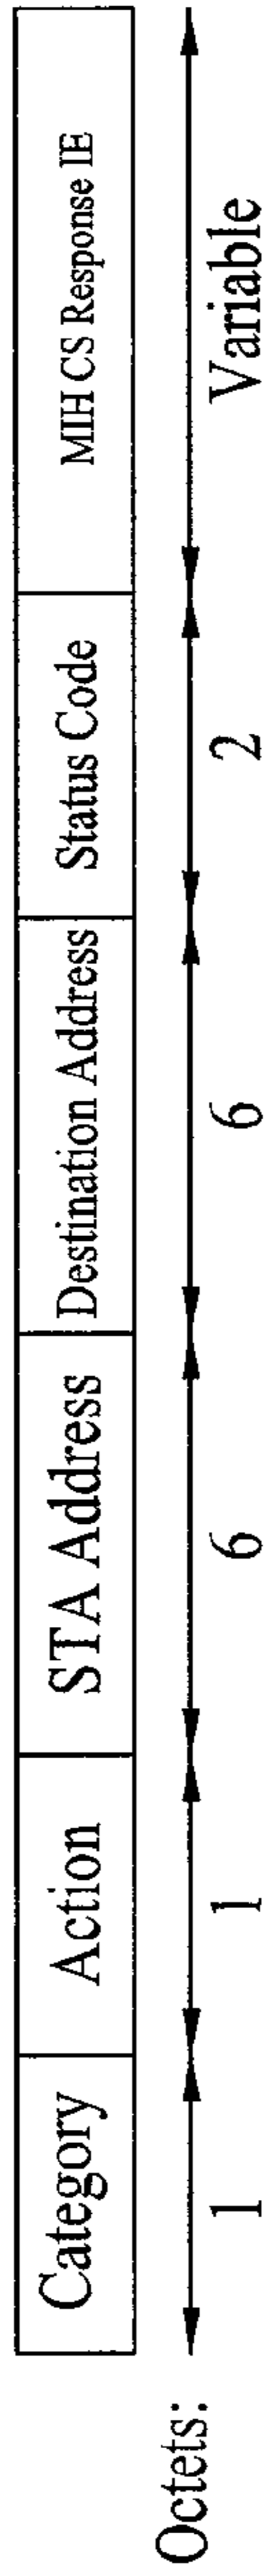 Category Action STA Address Destination Address Status Code MIH CS Response IE
Octets: 1 1 6 6 2 Variable